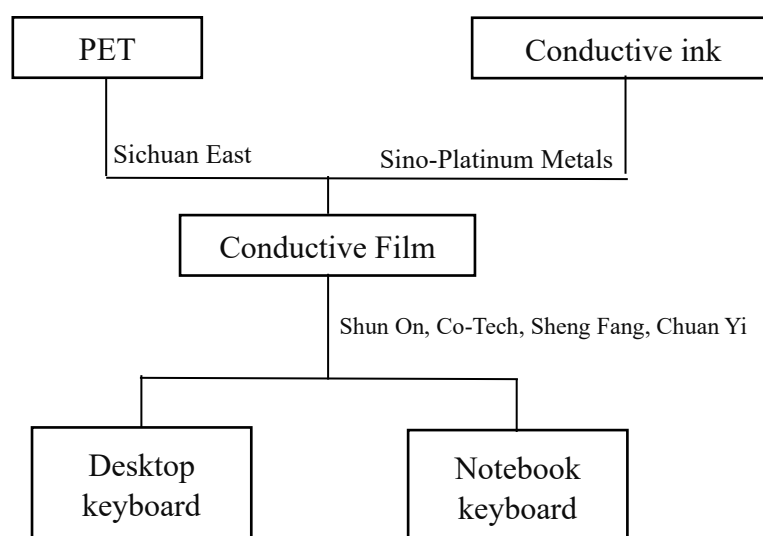 PET
Conductive ink
Sichuan East
Sino-Platinum Metals
Conductive Film
Shun On, Co-Tech, Sheng Fang, Chuan Yi
Desktop
keyboard
Notebook
keyboard